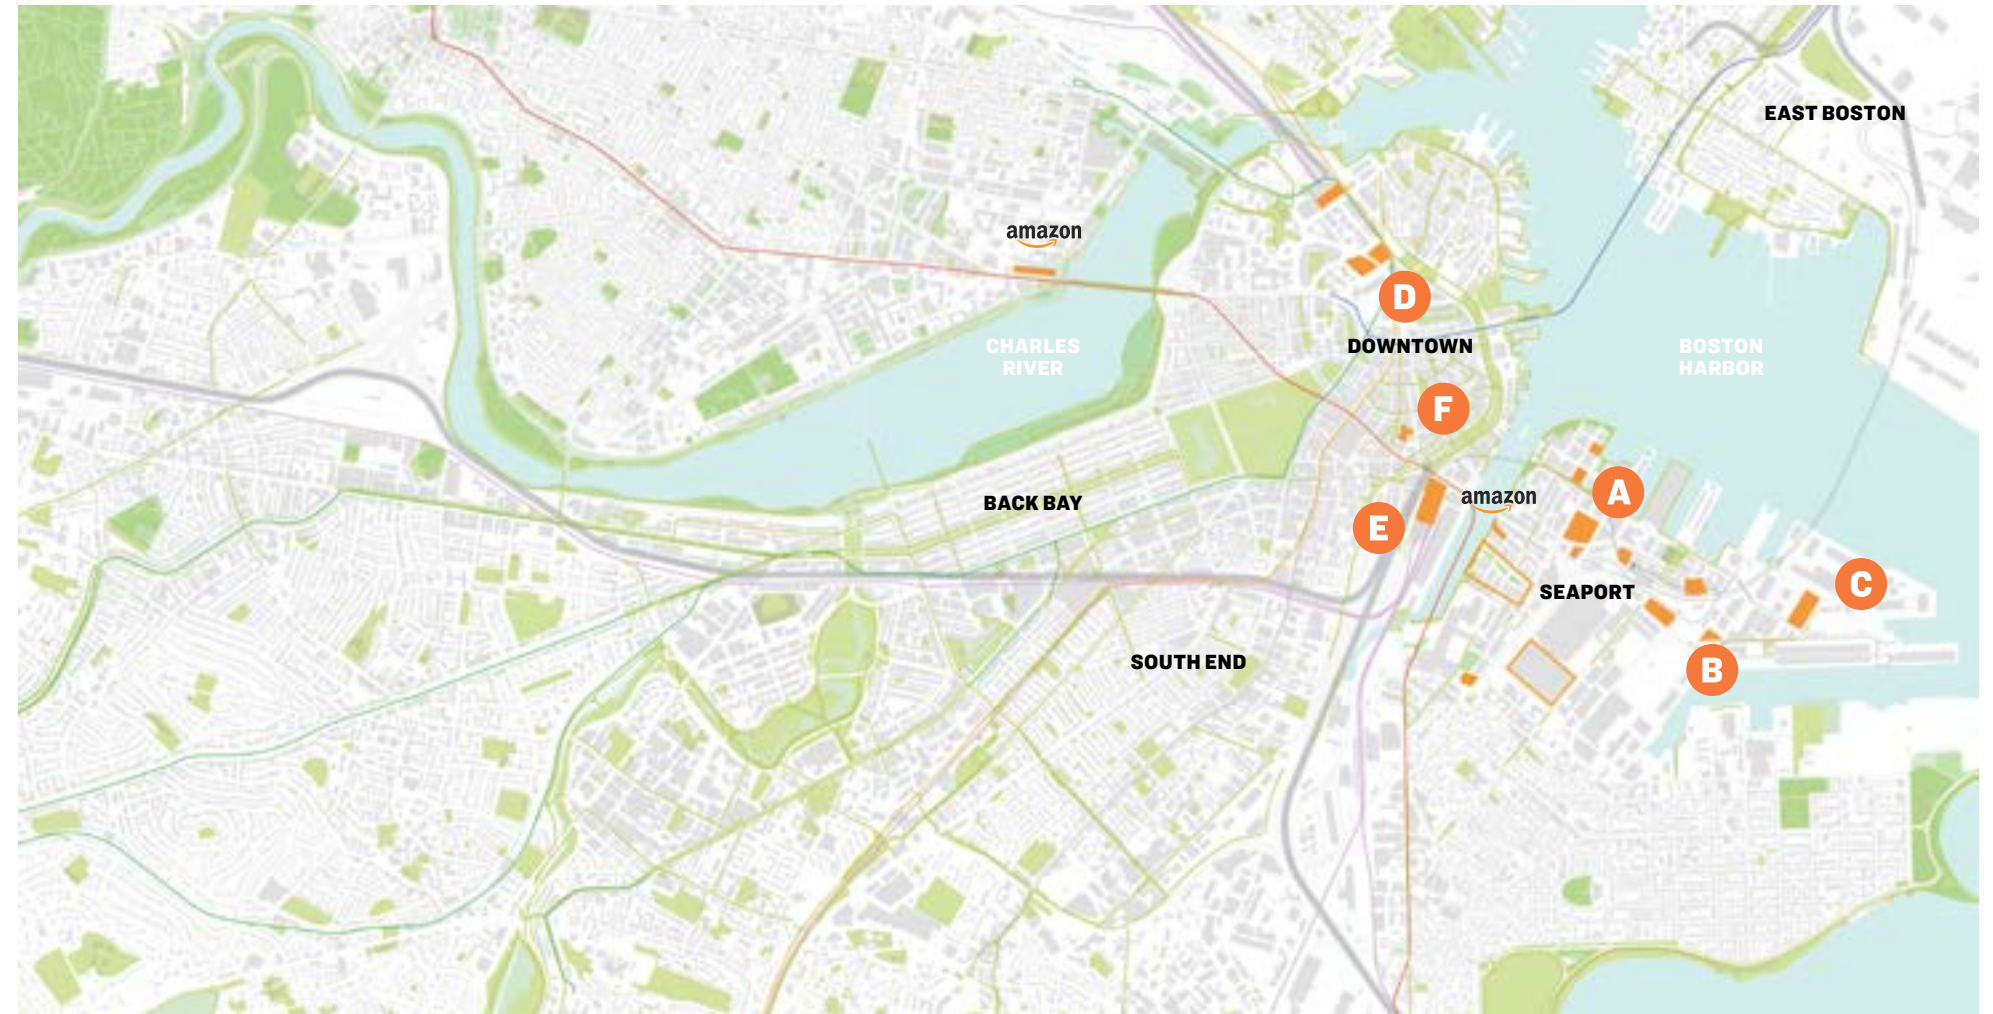 EAST BOSTON
amazon
D
CHARLES
RIVER
DOWNTOWN
BOSTON
HARBOR
F
BACK BAY
amazon
A
E
SEAPORT
C
SOUTH END
B